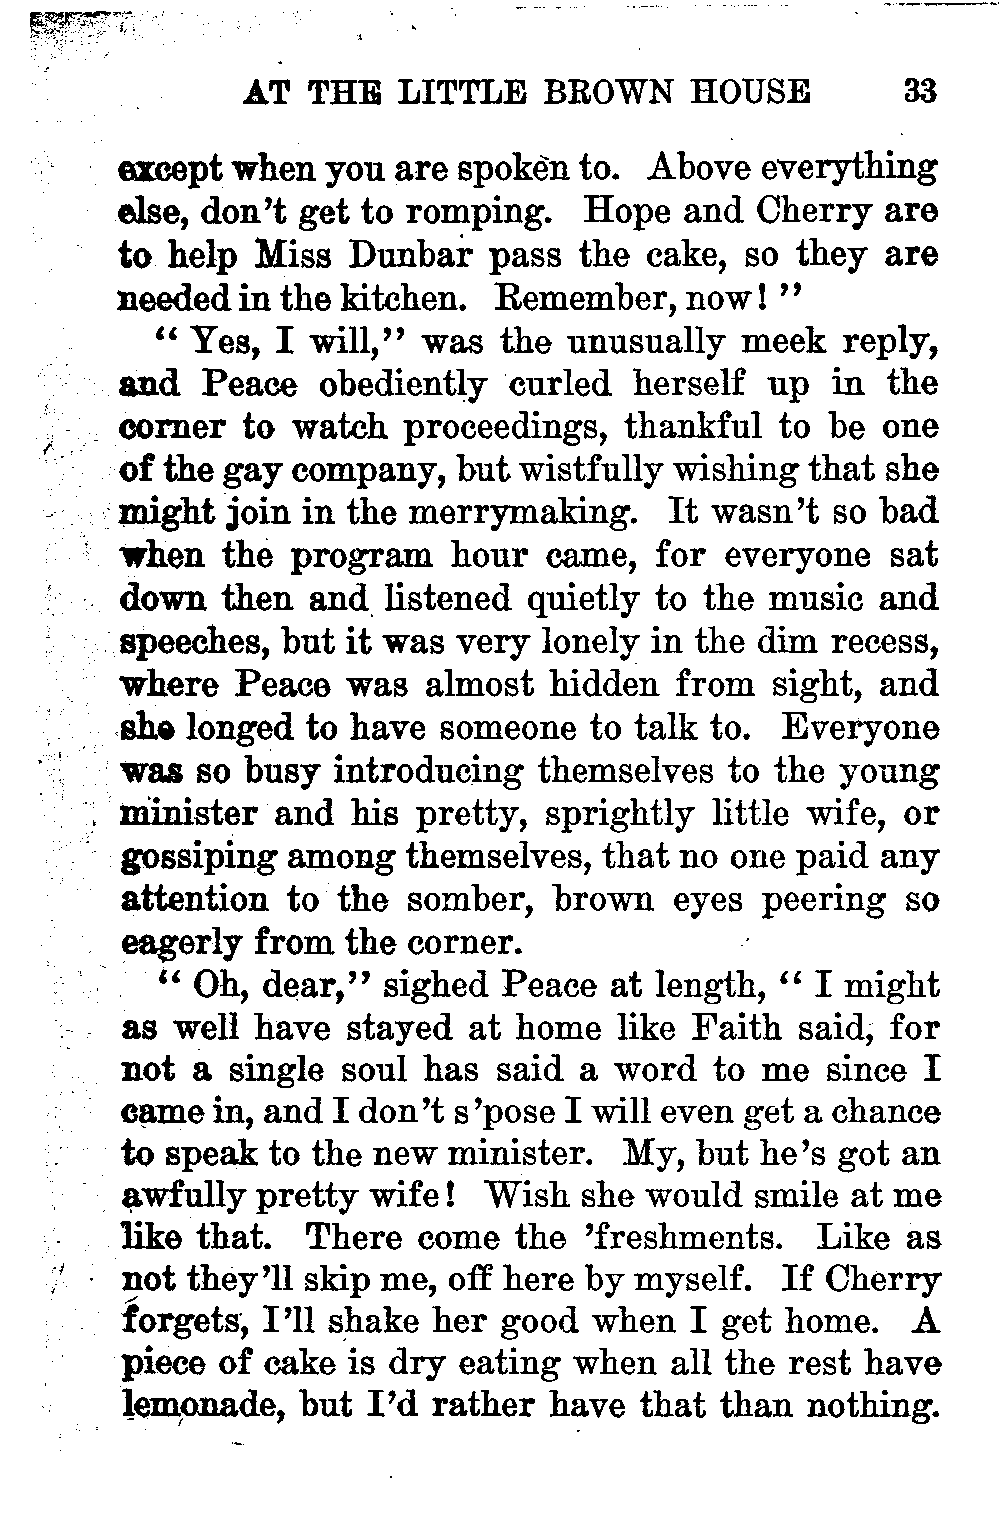 AT THE LITTLE BROWN HOUSE 33
except when you are spoken to. Above everything
else, don't get to romping. Hope and Cherry are
to help Miss Dunbar pass the cake, so they are
needed in the kitchen. Remember, now! "
" Yes, I will," was the unusually meek reply,
and Peace obediently curled herself up in the
corner to watch proceedings, thankful to be one
of the gay company, but wistfully wishing that she
might join in the merrymaking. It wasn't so bad
when the program hour came, for everyone sat
down then and listened quietly to the music and
speeches, but it was very lonely in the dim recess,
where Peace was almost hidden from sight, and
she longed to have someone to talk to. Everyone
was so busy introducing themselves to the young
minister and his pretty, sprightly little wife, or
gossiping among themselves, that no one paid any
attention to the somber, brown eyes peering so
eagerly from the corner.
" Oh, dear," sighed Peace at length, " I might
as well have stayed at home like Faith said, for
not a single soul has said a word to me since I
came in, and I don't s'pose I will even get a chance
to speak to the new minister. My, but he's got an
awfully pretty wife! Wish she would smile at me
like that. There come the 'freshments. Like as
not they'll skip me, off here by myself. If Cherry
forgets, I'll shake her good when I get home. A
piece of cake is dry eating when all the rest have
lemonade, but I'd rather have that than nothing.